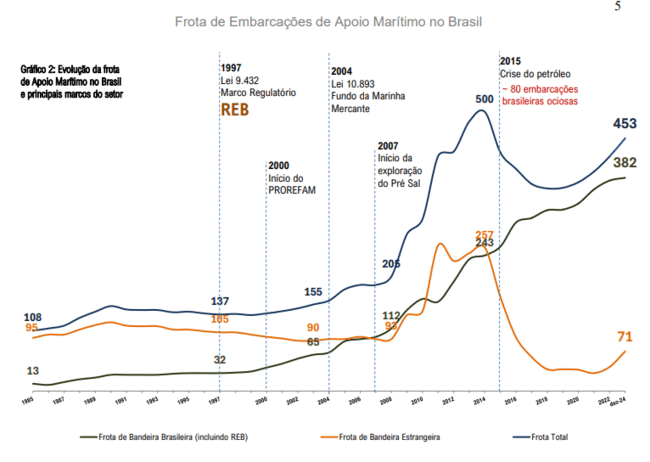 5
Frota de Embarcações de Apoio Marítimo no Brasil
Gráfico 2: Evolução da frota
de Apoio Marítimo no Brasil
e principais marcos do setor
1997
Lei 9.432
Marco Regulatório
REB
2000
Início do
PROREFAM
2004
Lei 10.893
Fundo da Marinha
Mercante
2007
Início da
exploração
do Pré Sal
2015
Crise do petróleo
~ 80 embarcações
brasileiras ociosas
500
453
382
257
243
205
155
137
108
95
105
90
93
112
65
32
13
71
1985
1987
1989
1991
1993
1995
1997
2000
2002
2003
2004
2006
2008
2010
2012
2014
2016
2018
2020
2022
dez-24
Frota de Bandeira Brasileira (incluindo REB)
Frota de Bandeira Estrangeira
Frota Total